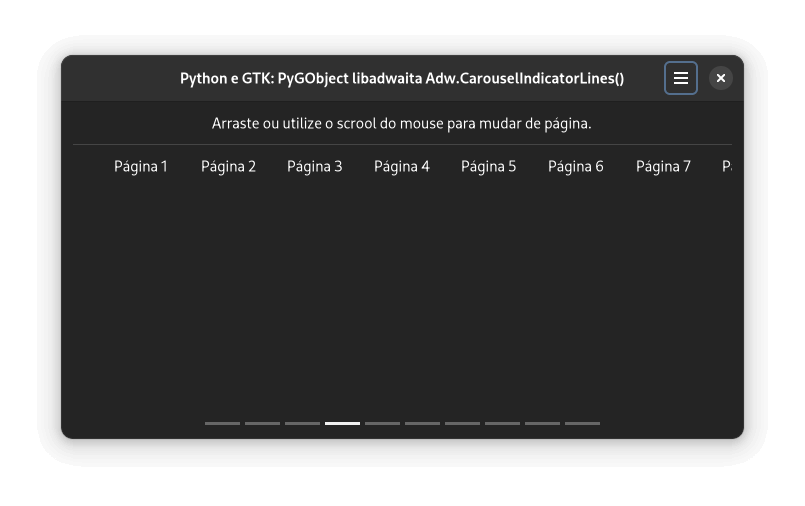 Python e GTK: PyGObject libadwaita Adw.CarouselIndicatorLines()
Arraste ou utilize o scrool do mouse para mudar de página.
Página 1 Página 2 Página 3 Página 4 Página 5 Página 6 Página 7